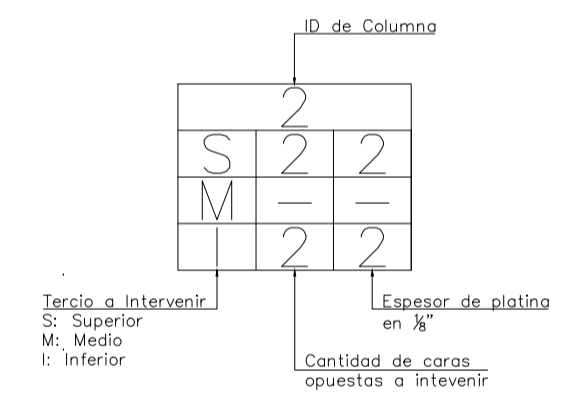 ID de Columna
2
S 2 2
M — —
I 2 2
Tercio a Intervenir
S: Superior
M: Medio
I: Inferior
Espesor de platina
en ⅛"
Cantidad de caras
opuestas a intevenir